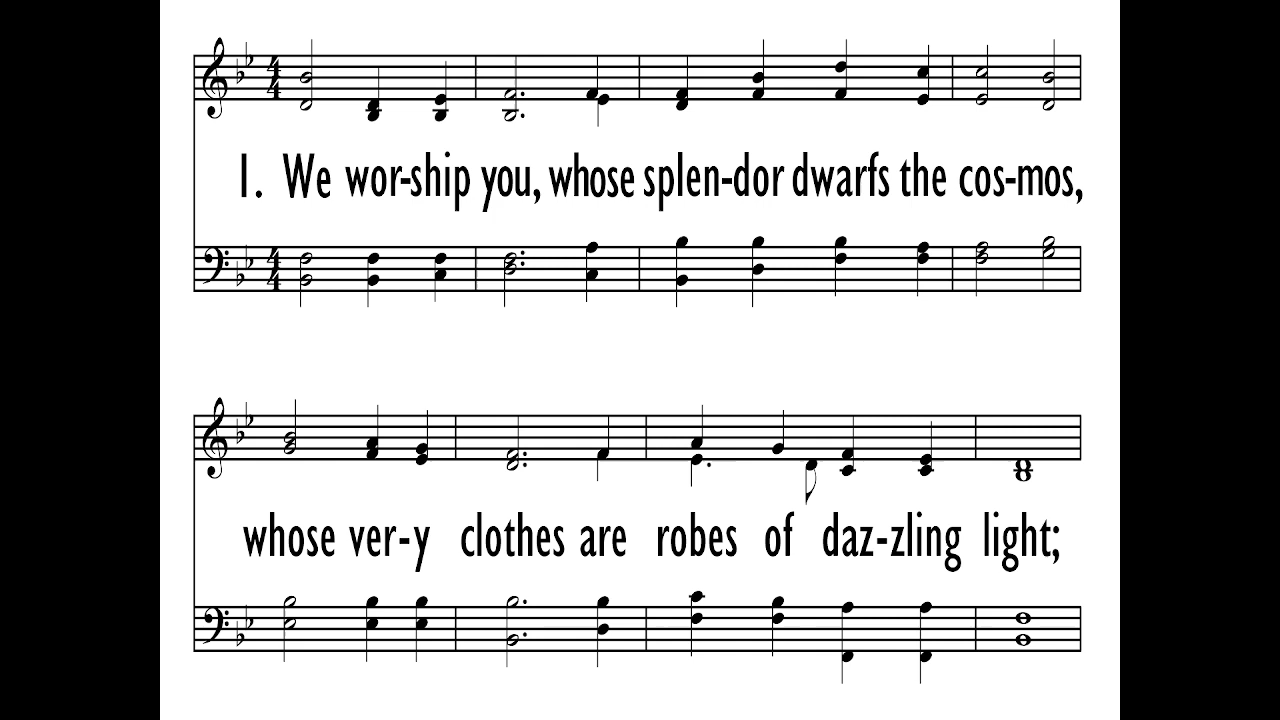 1. We wor-ship you, whose splen-dor dwarfs the cos-mos,
whose ver-y clothes are robes of daz-zling light;